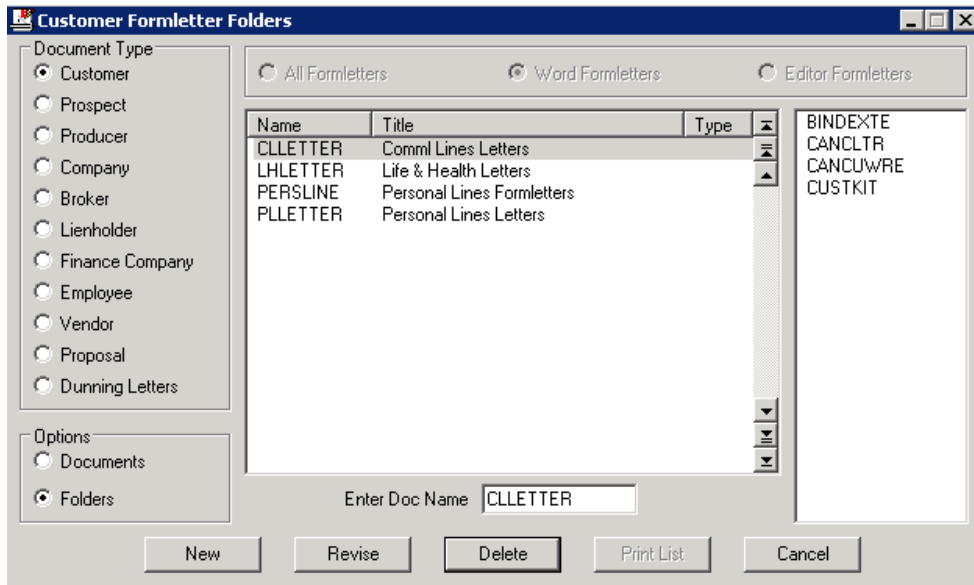 Customer Formletter Folders
Document Type
Customer
Prospect
Producer
Company
Broker
Lienholder
Finance Company
Employee
Vendor
Proposal
Dunning Letters
Options
Documents
Folders
All Formletters Word Formletters Editor Formletters
Name Title Type
CLLETTER Comml Lines Letters
LHLETTER Life & Health Letters
PERSLINE Personal Lines Formletters
PLLETTER Personal Lines Letters
BINDEXTE
CANCLTR
CANCUWRE
CUSTKIT
Enter Doc Name CLLETTER
New Revise Delete Print List Cancel